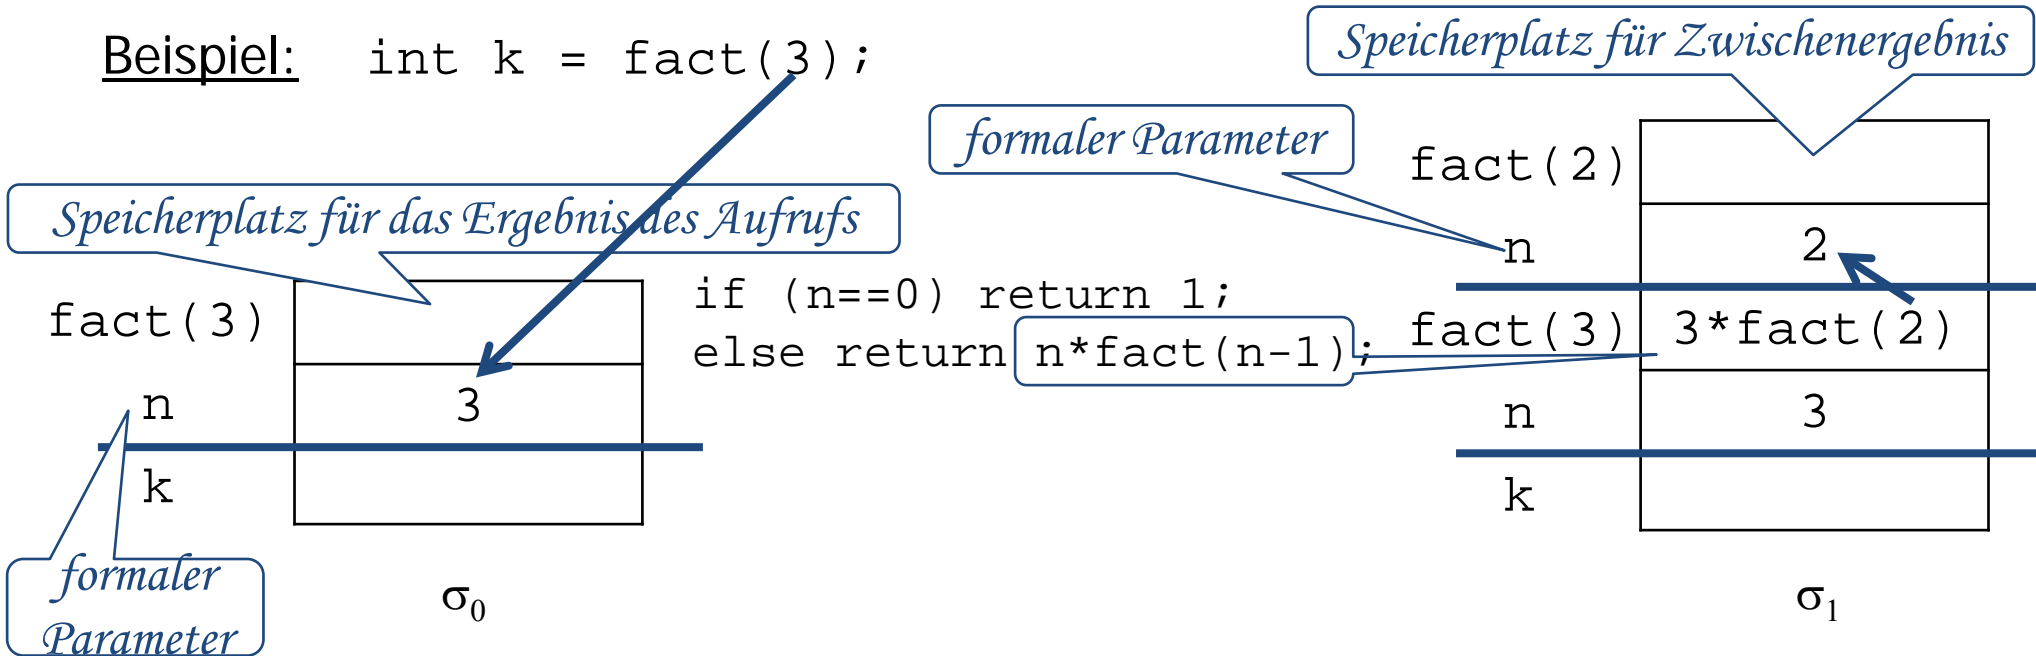 Beispiel: int k = fact(3);
Speicherplatz für das Ergebnis des Aufrufs
fact(3)
3
n
k
formaler
Parameter
σ0
if (n==0) return 1;
else return n*fact(n-1);
Speicherplatz für Zwischenergebnis
formaler Parameter
fact(2)
n 2
fact(3) 3*fact(2)
n 3
k
σ1